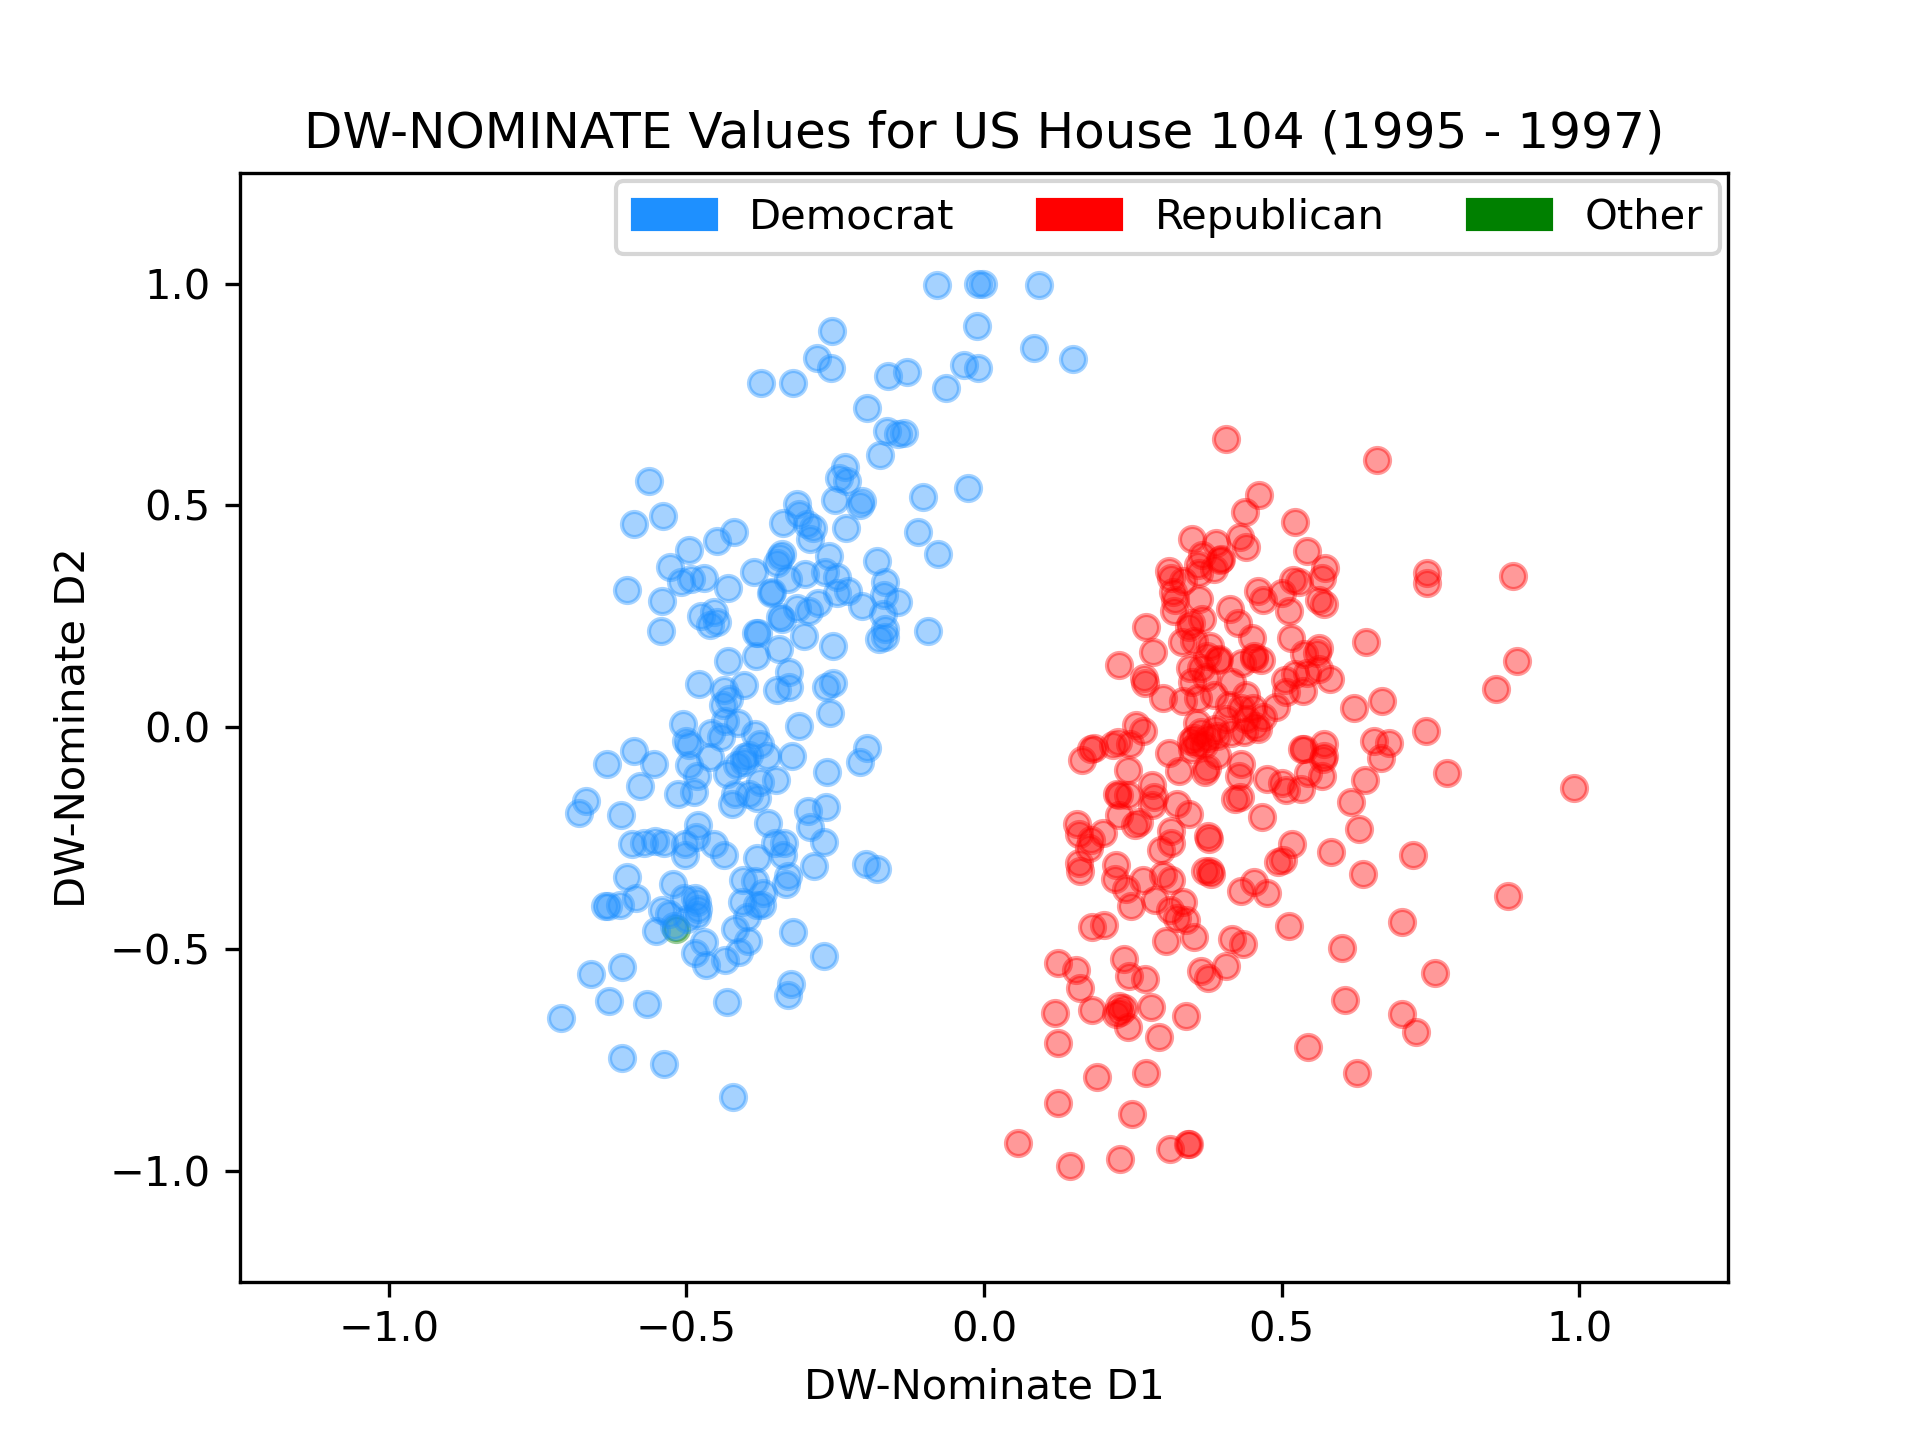 DW-NOMINATE Values for US House 104 (1995 - 1997)
Democrat Republican Other
1.0
0.5
0.0
−0.5
−1.0
DW-Nominate D2
−1.0 −0.5 0.0 0.5 1.0
DW-Nominate D1